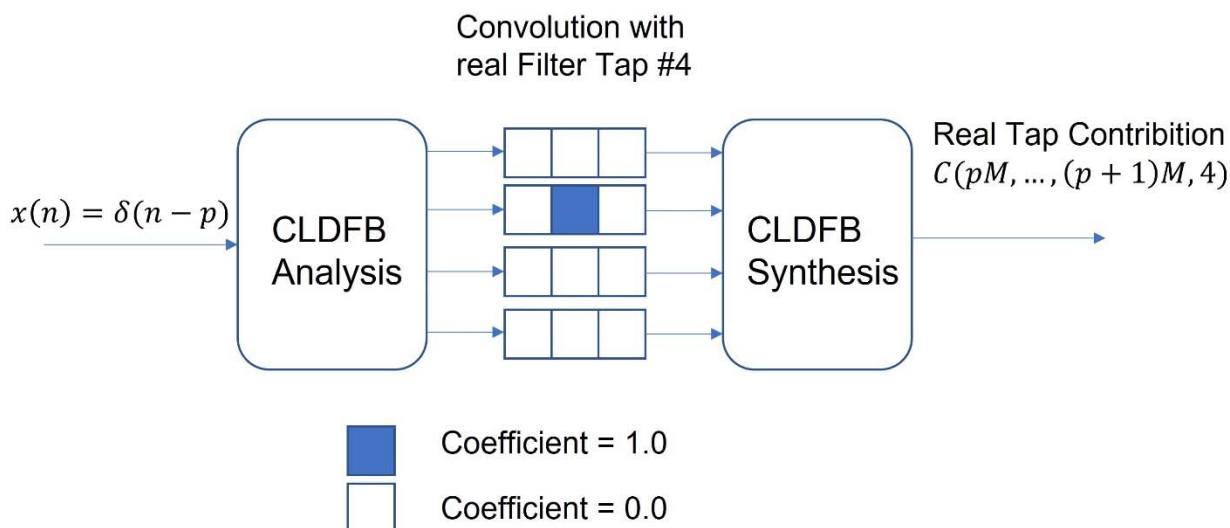 Convolution with
real Filter Tap #4
x(n) = δ(n − p)
CLDFB
Analysis
CLDFB
Synthesis
Real Tap Contribition
C(pM, …, (p + 1)M, 4)
Coefficient = 1.0
Coefficient = 0.0